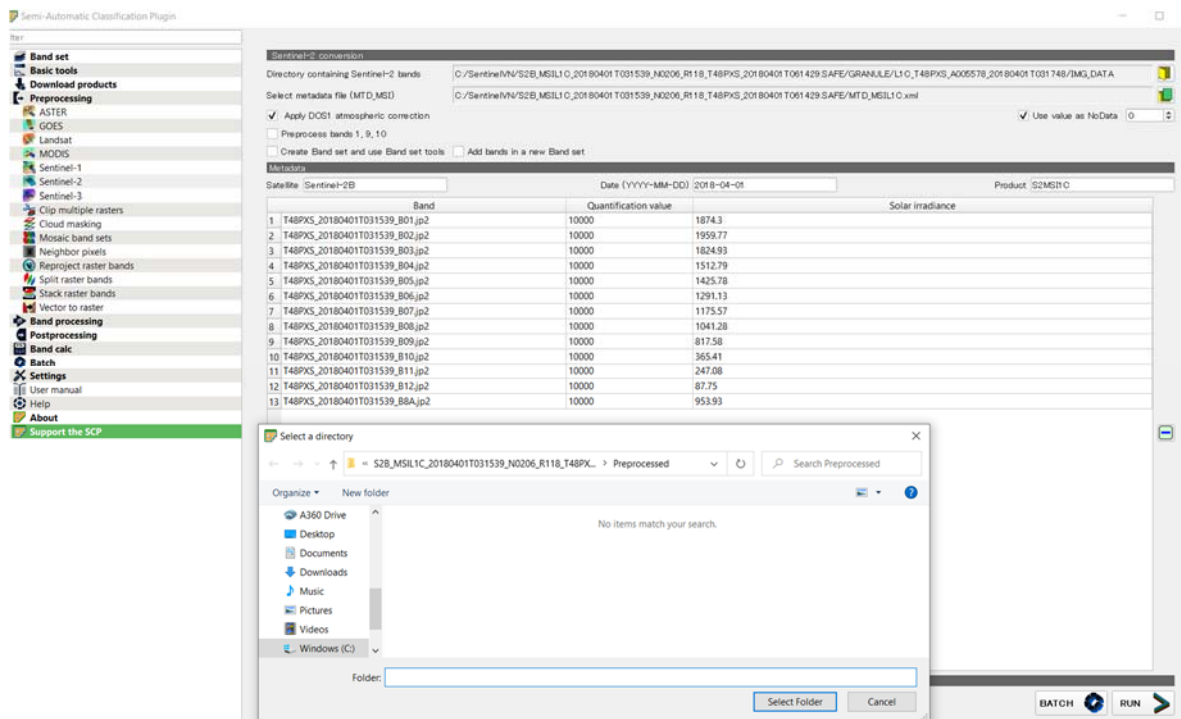 Semi-Automatic Classification Plugin
lter
Band set
Basic tools
Download products
Preprocessing
ASTER
GOES
Landsat
MODIS
Sentinel-1
Sentinel-2
Sentinel-3
Clip multiple rasters
Cloud masking
Mosaic band sets
Neighbor pixels
Reproject raster bands
Split raster bands
Stack raster bands
Vector to raster
Band processing
Postprocessing
Band calc
Batch
Settings
User manual
Help
About
Support the SCP
Sentinel-2 conversion
Directory containing Sentinel-2 bands C:/SentinelVN/S2B_MSIL1C_20180401T031539_N0206_R118_T48PXS_20180401T061429.SAFE/GRANULE/L1C_T48PXS_A005578_20180401T031748/IMG_DATA
Select metadata file (MTD_MSI) C:/SentinelVN/S2B_MSIL1C_20180401T031539_N0206_R118_T48PXS_20180401T061429.SAFE/MTD_MSIL1C.xml
Apply DOS1 atmospheric correction Use value as NoData 0
Preprocess bands 1, 9, 10
Create Band set and use Band set tools Add bands in a new Band set
Metadata
Satellite Sentinel-2B Date (YYYY-MM-DD) 2018-04-01 Product S2MSI1C
Band Quantification value Solar irradiance
1 T48PXS_20180401T031539_B01.jp2 10000 1874.3
2 T48PXS_20180401T031539_B02.jp2 10000 1959.77
3 T48PXS_20180401T031539_B03.jp2 10000 1824.93
4 T48PXS_20180401T031539_B04.jp2 10000 1512.79
5 T48PXS_20180401T031539_B05.jp2 10000 1425.78
6 T48PXS_20180401T031539_B06.jp2 10000 1291.13
7 T48PXS_20180401T031539_B07.jp2 10000 1175.57
8 T48PXS_20180401T031539_B08.jp2 10000 1041.28
9 T48PXS_20180401T031539_B09.jp2 10000 817.58
10 T48PXS_20180401T031539_B10.jp2 10000 365.41
11 T48PXS_20180401T031539_B11.jp2 10000 247.08
12 T48PXS_20180401T031539_B12.jp2 10000 87.75
13 T48PXS_20180401T031539_B8A.jp2 10000 953.93
Select a directory
« S2B_MSIL1C_20180401T031539_N0206_R118_T48PX... > Preprocessed Search Preprocessed
Organize New folder
A360 Drive
Desktop
Documents
Downloads
Music
Pictures
Videos
Windows (C:)
No items match your search.
Folder:
Select Folder Cancel
BATCH RUN